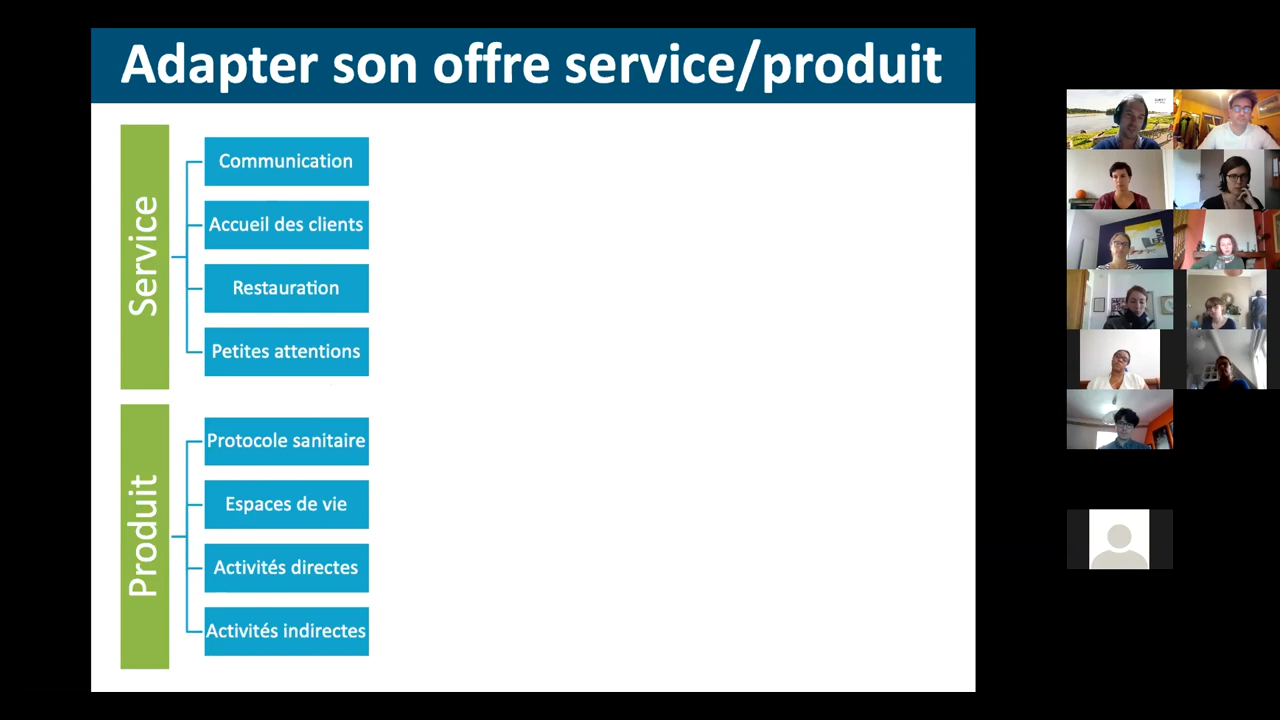 Adapter son offre service/produit
Service
Communication
Accueil des clients
Restauration
Petites attentions
Produit
Protocole sanitaire
Espaces de vie
Activités directes
Activités indirectes